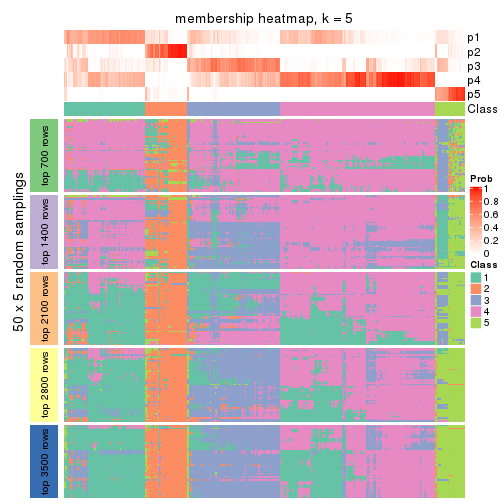 membership heatmap, k = 5
p1
p2
p3
p4
p5
Class
50 x 5 random samplings
top 700 rows
top 1400 rows
top 2100 rows
top 2800 rows
top 3500 rows
Prob
1
0.8
0.6
0.4
0.2
0
Class
1
2
3
4
5